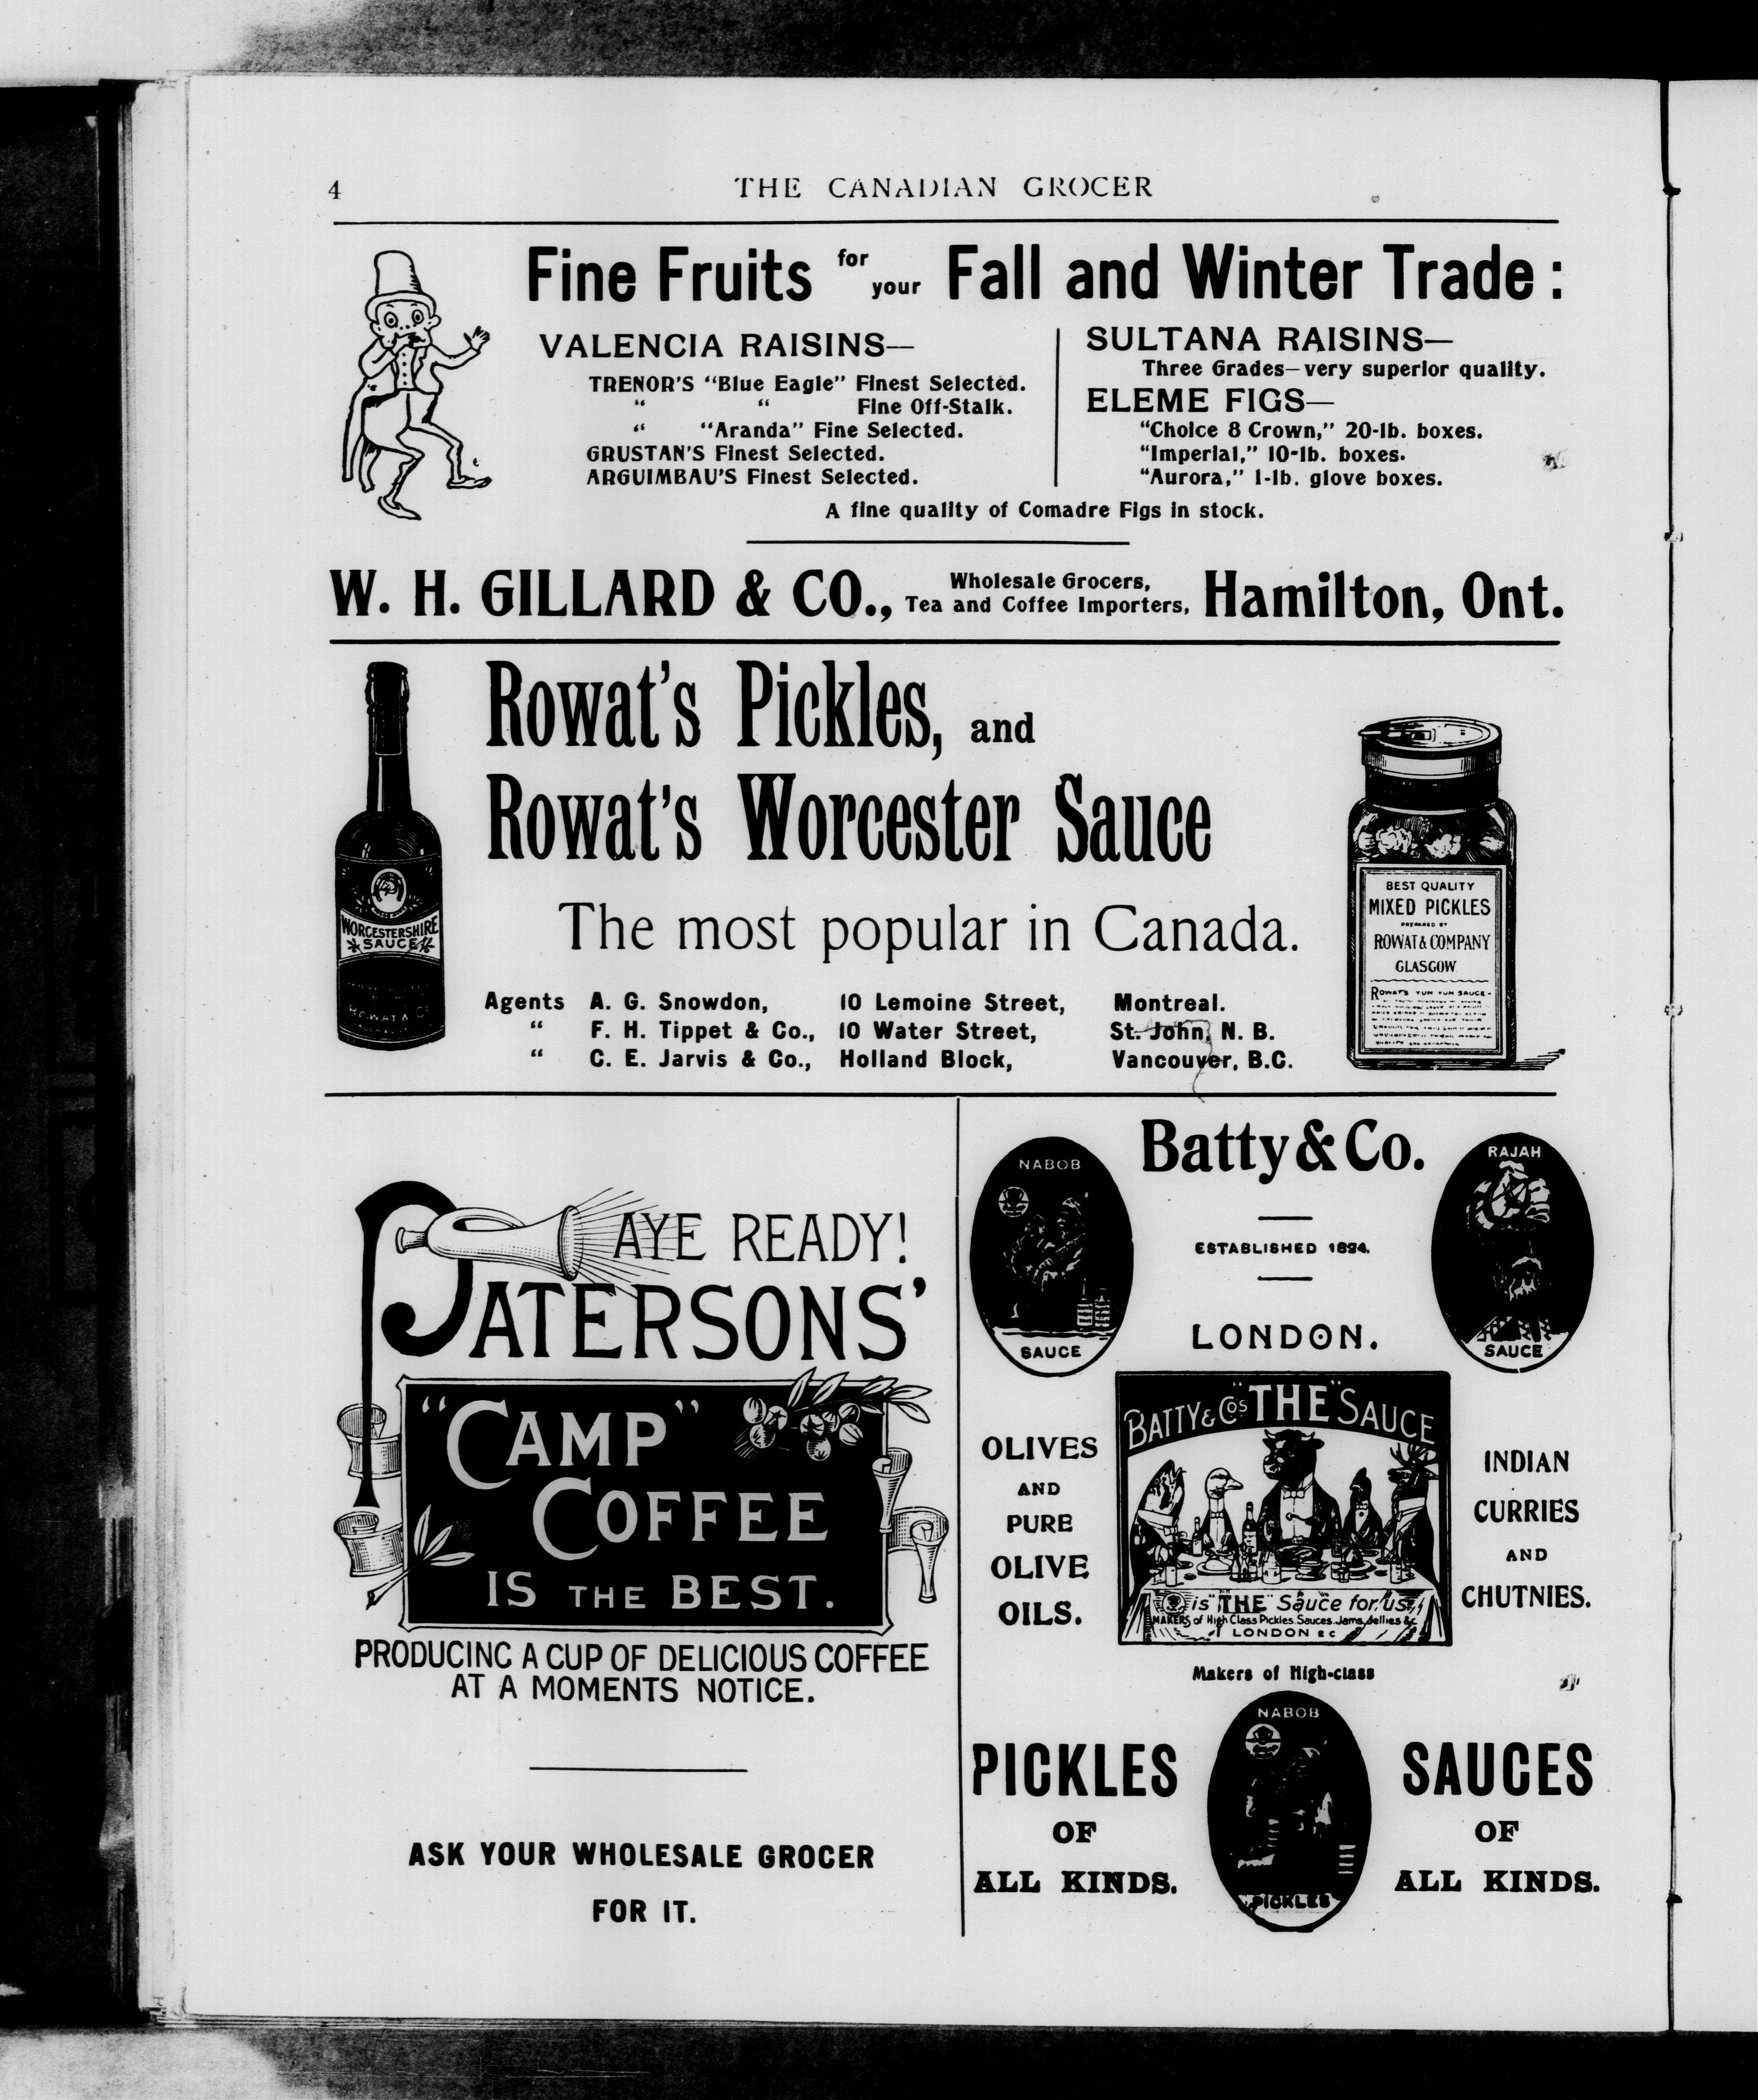 4
THE CANADIAN GROCER
Fine Fruits for your Fall and Winter Trade:
VALENCIA RAISINS—
TRENOR'S "Blue Eagle" Finest Selected.
" " Fine Off-Stalk.
" "Aranda" Fine Selected.
GRUSTAN'S Finest Selected.
ARGUIMBAU'S Finest Selected.
SULTANA RAISINS—
Three Grades—very superior quality.
ELEME FIGS—
"Choice 8 Crown," 20-lb. boxes.
"Imperial," 10-lb. boxes.
"Aurora," 1-lb. glove boxes.
A fine quality of Comadre Figs in stock.
W. H. GILLARD & CO., Wholesale Grocers, Tea and Coffee Importers, Hamilton, Ont.
Rowat's Pickles, and
Rowat's Worcester Sauce
The most popular in Canada.
Agents A. G. Snowdon, 10 Lemoine Street, Montreal.
" F. H. Tippet & Co., 10 Water Street, St. John, N. B.
" C. E. Jarvis & Co., Holland Block, Vancouver, B.C.
WORCESTERSHIRE
SAUCE
ROWAT & Co
BEST QUALITY
MIXED PICKLES
PREPARED BY
ROWAT & COMPANY
GLASGOW
ROWAT'S YUM YUM SAUCE-
AYE READY!
PATERSONS'
"CAMP"
COFFEE
IS THE BEST.
PRODUCING A CUP OF DELICIOUS COFFEE
AT A MOMENTS NOTICE.
ASK YOUR WHOLESALE GROCER
FOR IT.
Batty & Co.
ESTABLISHED 1824.
LONDON.
NABOB
SAUCE
RAJAH
SAUCE
OLIVES
AND
PURE
OLIVE
OILS.
BATTY & Co's "THE" SAUCE
is "THE" Sauce for us
MAKERS of High Class Pickles. Sauces. Jams. Jellies &c.
LONDON &c
INDIAN
CURRIES
AND
CHUTNIES.
Makers of High-class
PICKLES
OF
ALL KINDS.
NABOB
PICKLES
SAUCES
OF
ALL KINDS.